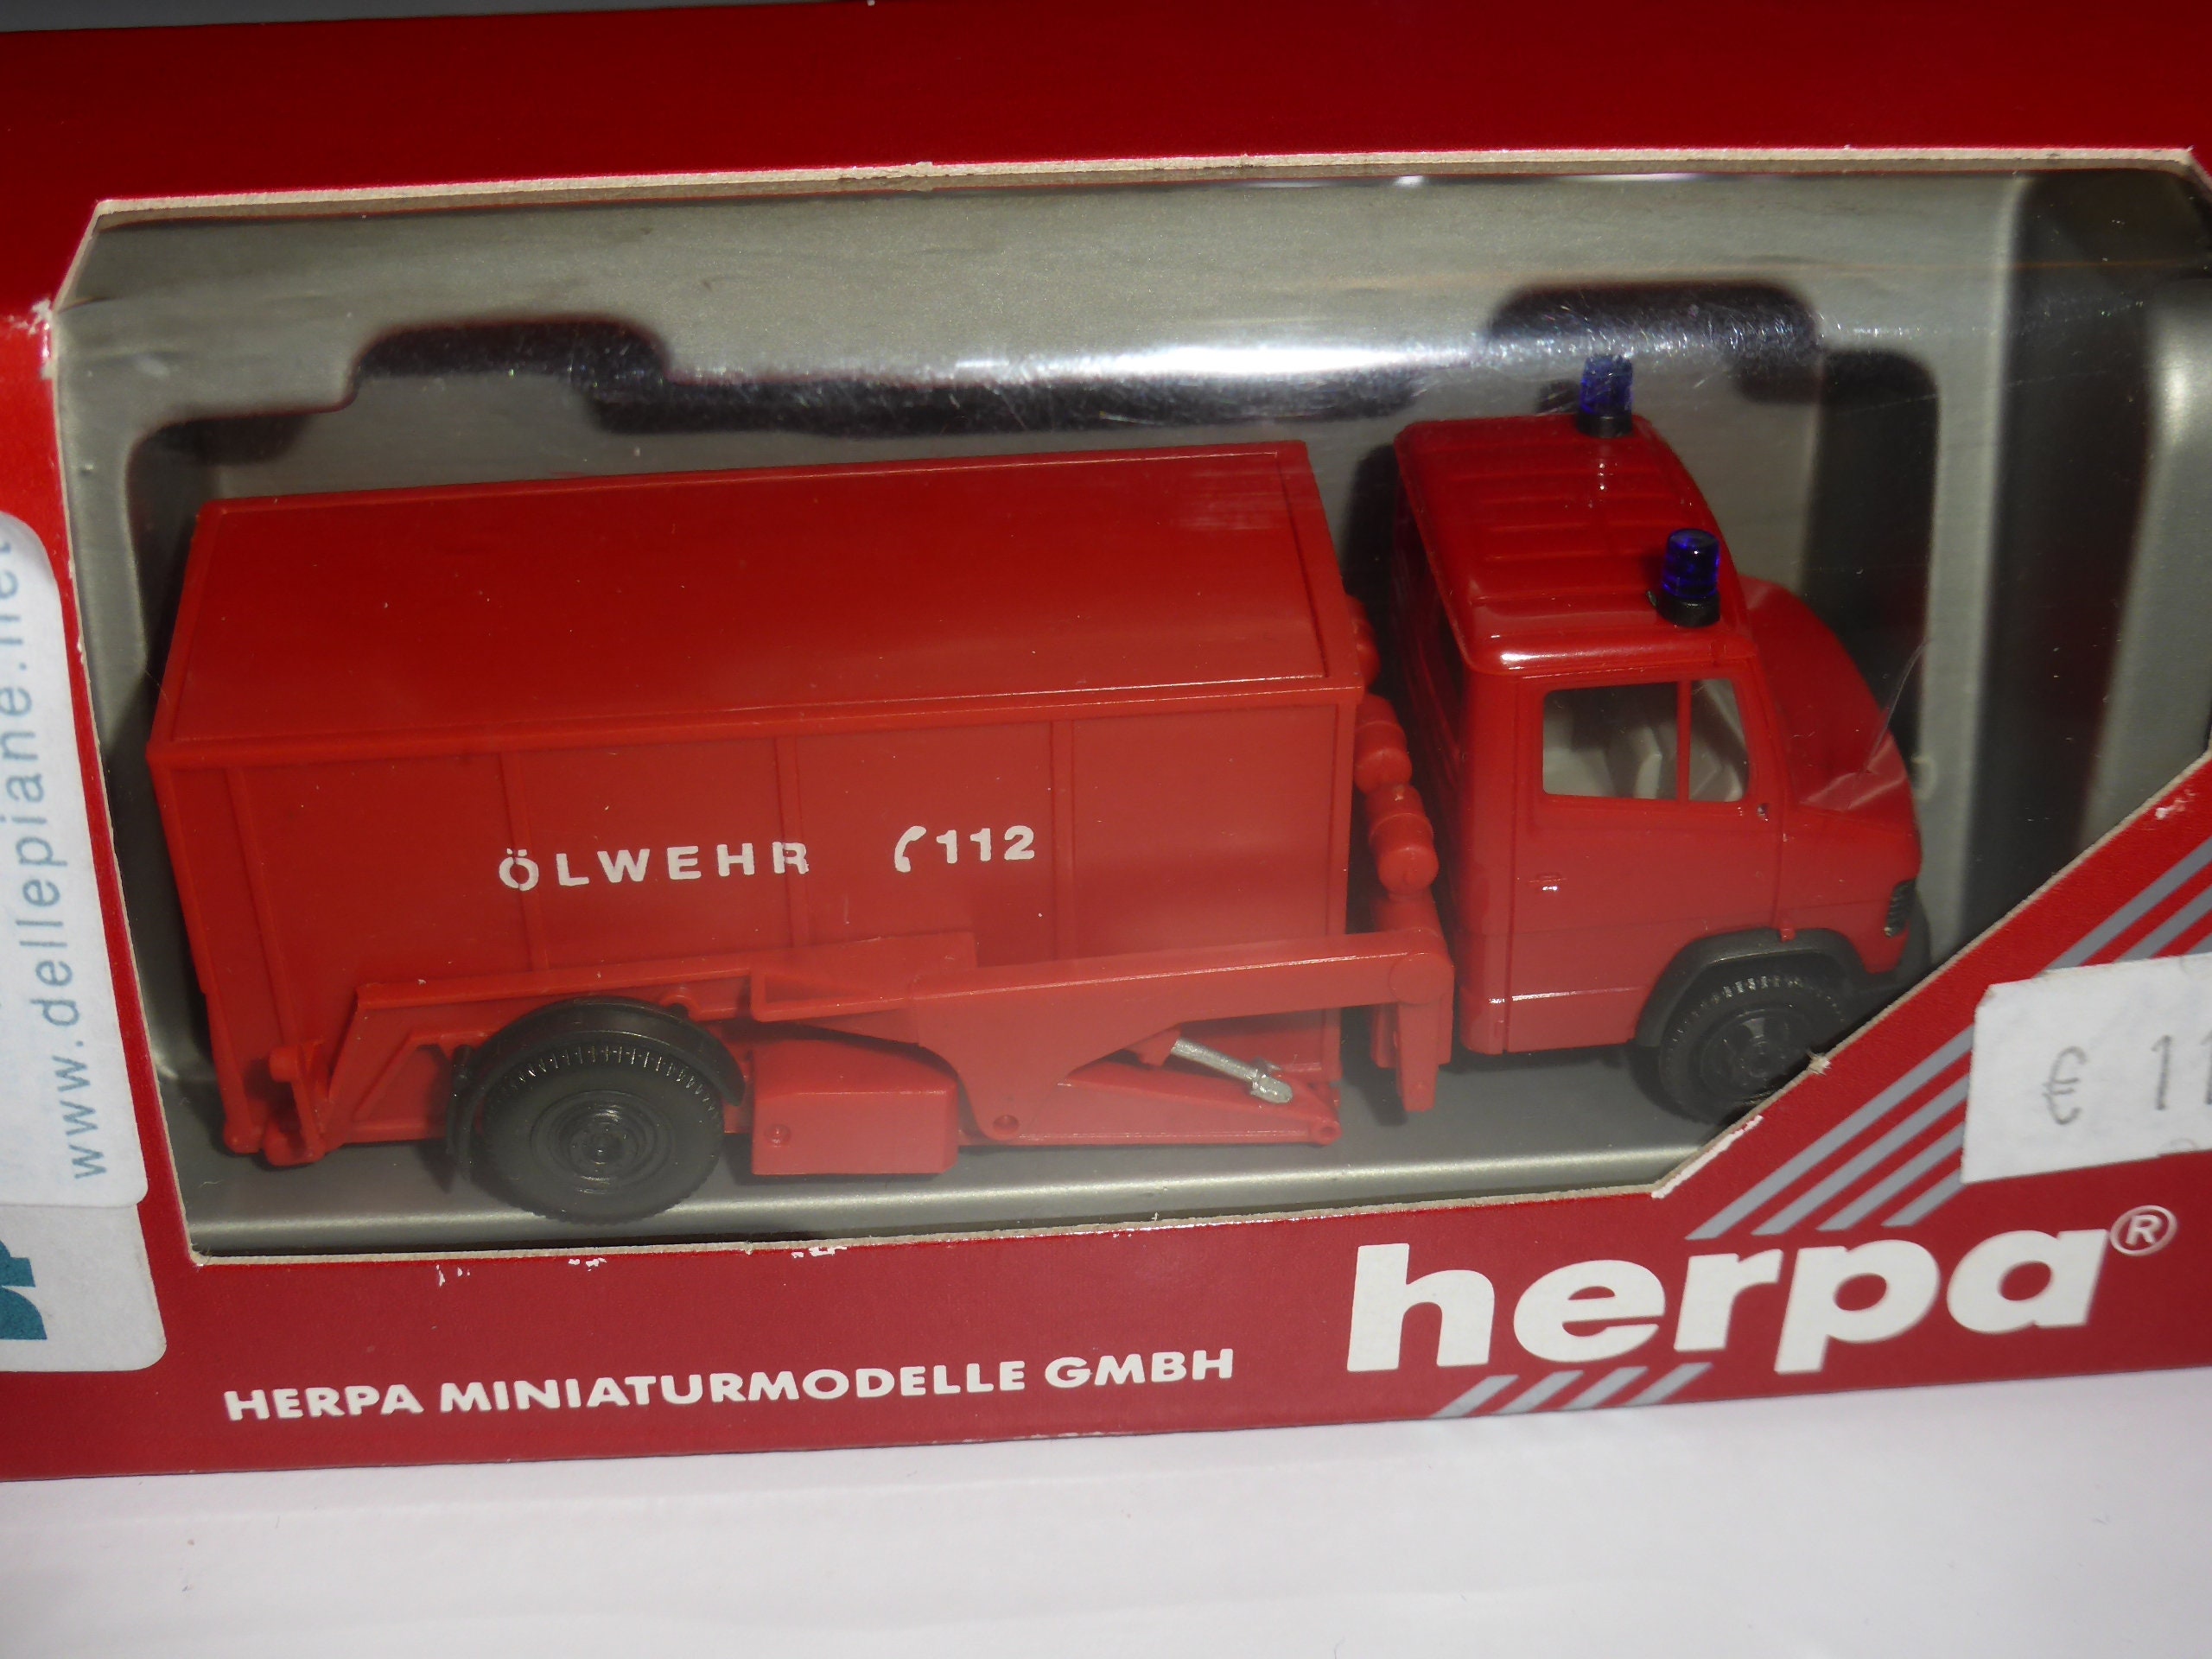 www.dellepiane.net
ÖLWEHR 112
€ 11
herpa®
HERPA MINIATURMODELLE GMBH